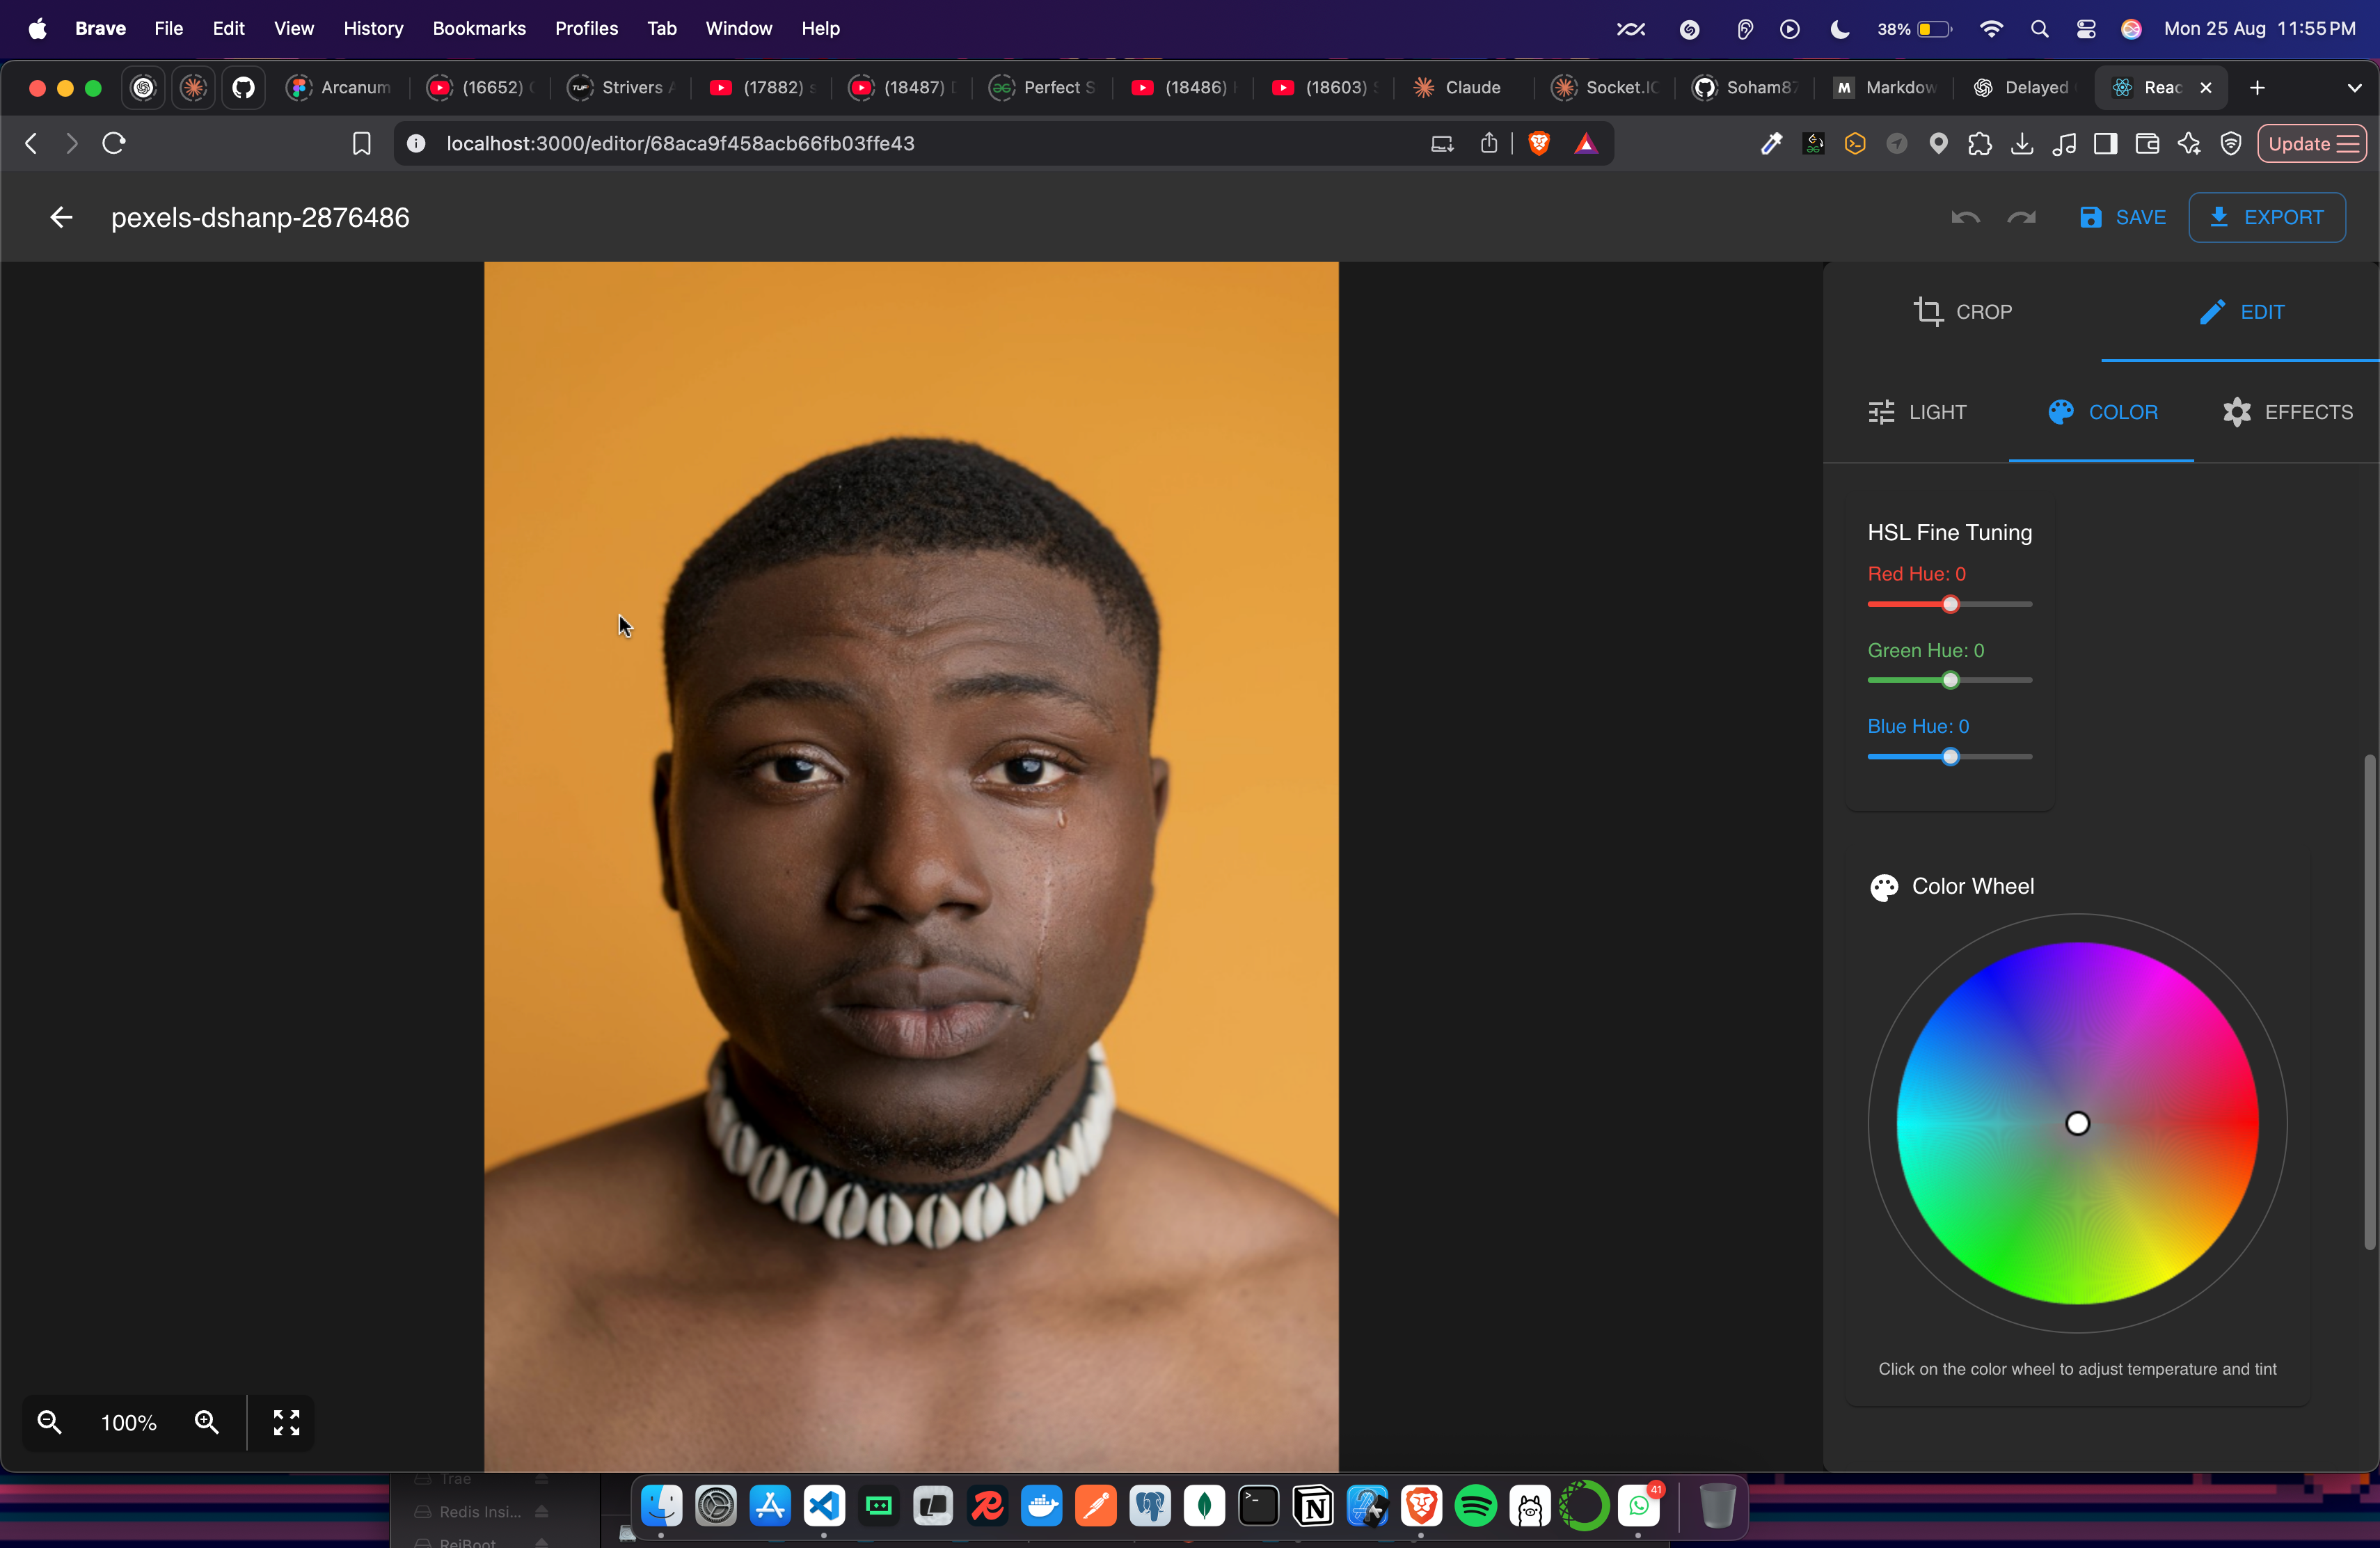 Brave File Edit View History Bookmarks Profiles Tab Window Help 38% Mon 25 Aug 11:55 PM
Arcanum (16652) Strivers (17882) (18487) Perfect S (18486) (18603) Claude Socket.IO Soham87 Markdow Delayed Reac
localhost:3000/editor/68aca9f458acb66fb03ffe43 Update
pexels-dshanp-2876486 SAVE EXPORT
CROP EDIT
LIGHT COLOR EFFECTS
HSL Fine Tuning
Red Hue: 0
Green Hue: 0
Blue Hue: 0
Color Wheel
Click on the color wheel to adjust temperature and tint
100%
Trae
Redis Insi...
ReiBoot
41